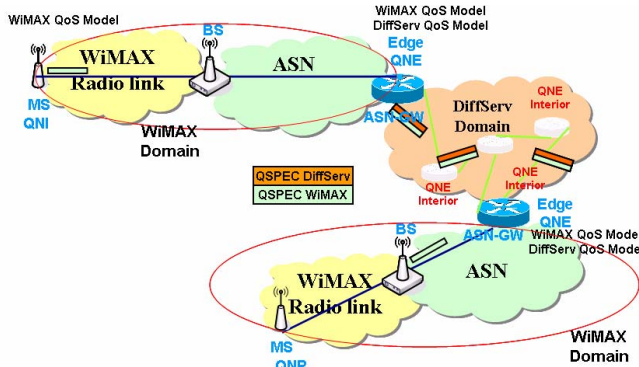 WiMAX QoS Model
BS
WiMAX QoS Model
DiffServ QoS Model
Edge
QNE
WiMAX
Radio link
ASN
MS
QNI
ASN-GW
WiMAX
Domain
DiffServ
Domain
QNE
Interior
QNE
Interior
QNE
Interior
QSPEC DiffServ
QSPEC WiMAX
Edge
QNE
ASN-GW
WiMAX QoS Mode
DiffServ QoS Model
BS
ASN
WiMAX
Radio link
MS
QNR
WiMAX
Domain